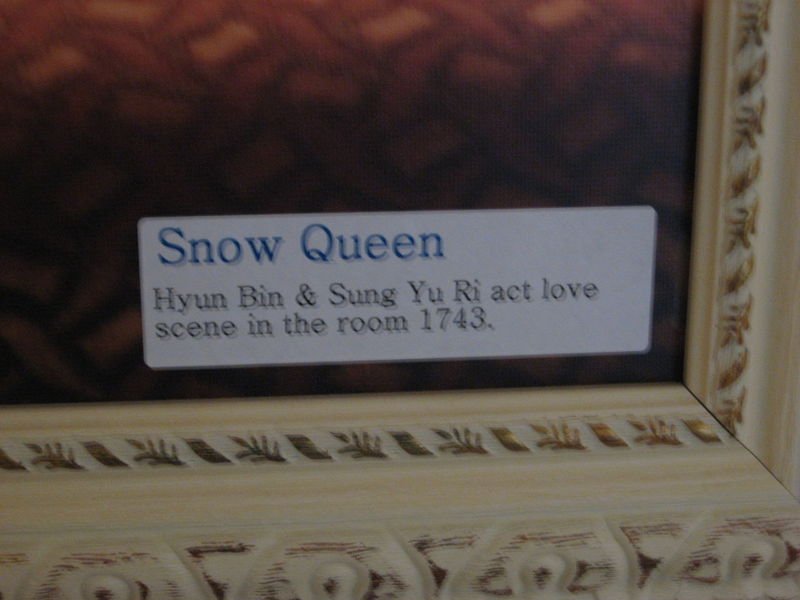 Snow Queen
Hyun Bin & Sung Yu Ri act love
scene in the room 1743.